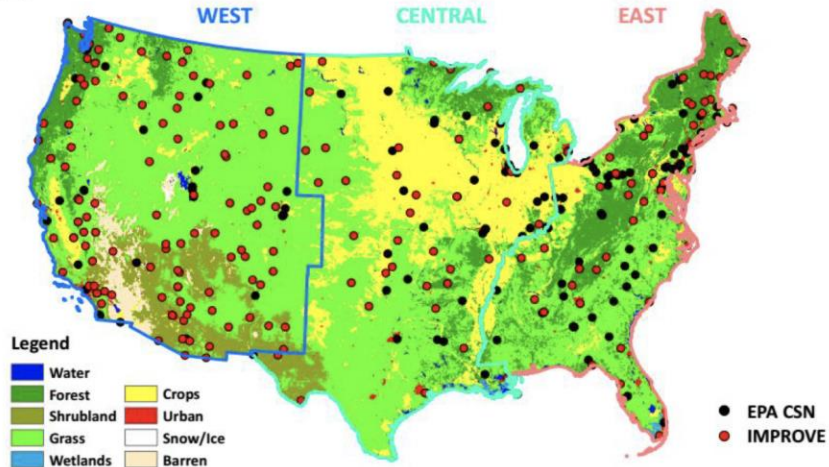 WEST
CENTRAL
EAST
Legend
Water
Forest
Shrubland
Grass
Wetlands
Crops
Urban
Snow/Ice
Barren
EPA CSN
IMPROVE